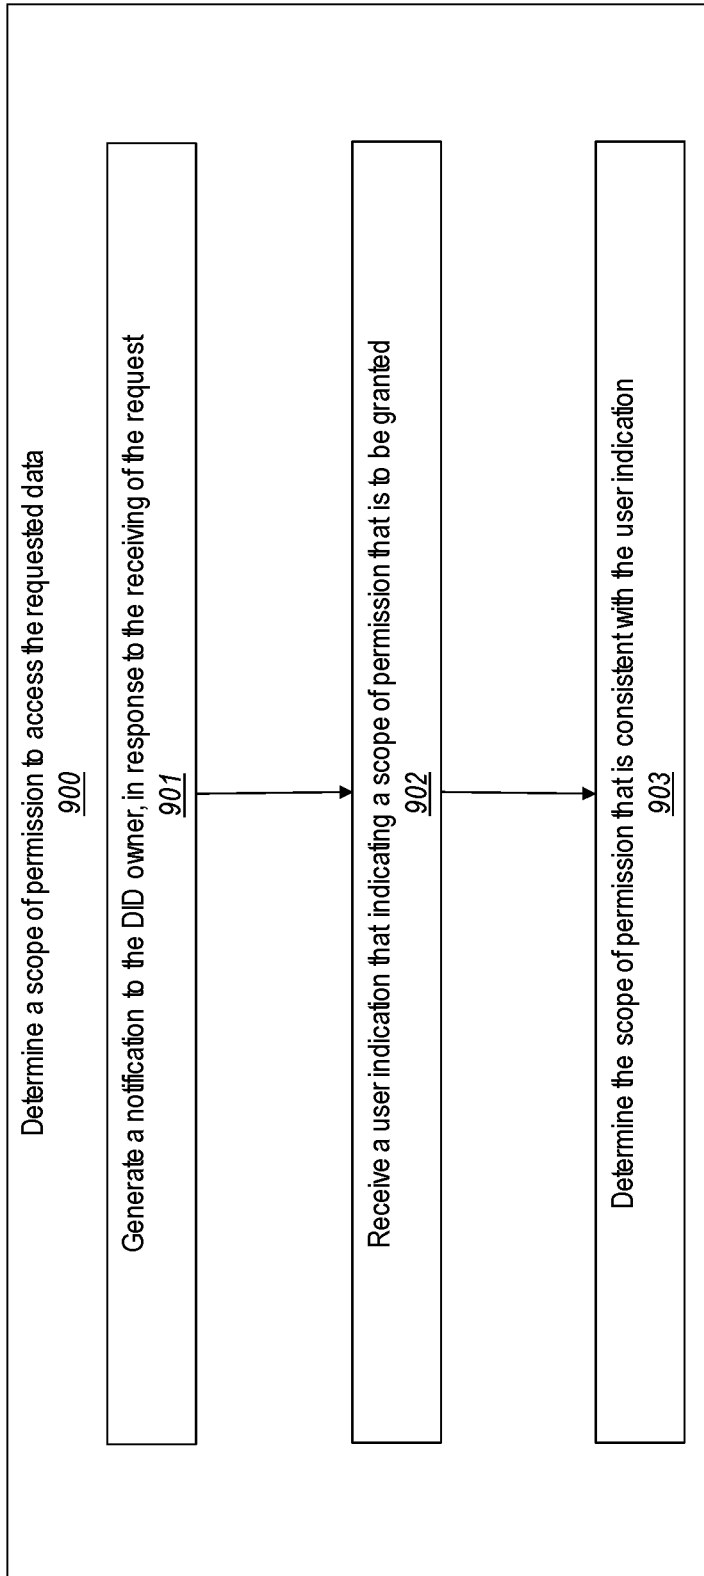 Determine a scope of permission to access the requested data
900
Generate a notification to the DID owner, in response to the receiving of the request
901
Receive a user indication that indicating a scope of permission that is to be granted
902
Determine the scope of permission that is consistent with the user indication
903